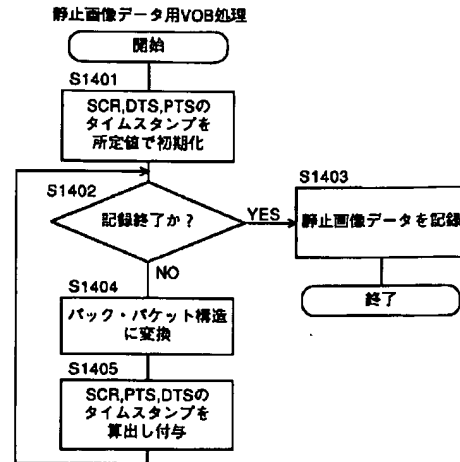 静止画像データ用VOB処理
開始
S1401
SCR,DTS,PTSの
タイムスタンプを
所定値で初期化
S1402
記録終了か?
YES
S1403
静止画像データを記録
終了
NO
S1404
パック・パケット構造
に変換
S1405
SCR,PTS,DTSの
タイムスタンプを
算出し付与